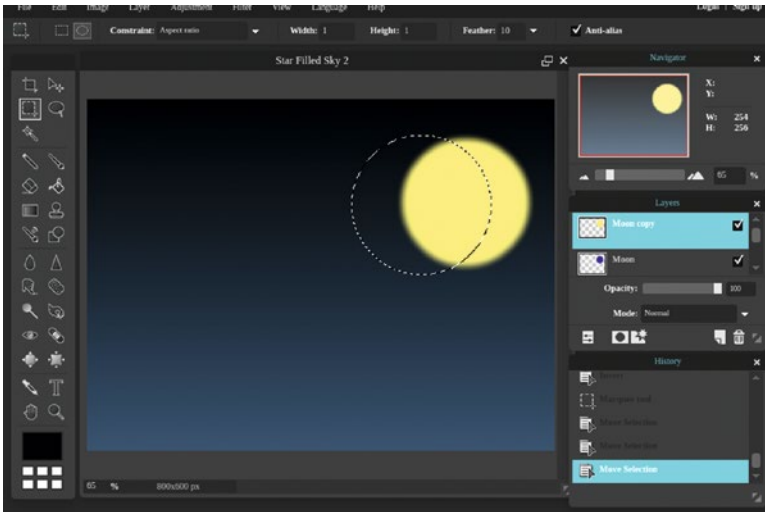 File Edit Image Layer Adjustment Filter View Language Help Login | Sign up
Constraint: Aspect ratio Width: 1 Height: 1 Feather: 10 Anti-alias
Star Filled Sky 2
Navigator
X:
Y:
W: 254
H: 256
65 %
Layers
Moon copy
Moon
Opacity: 100
Mode: Normal
History
Invert
Marquee tool
Move Selection
Move Selection
Move Selection
65 % 800x600 px